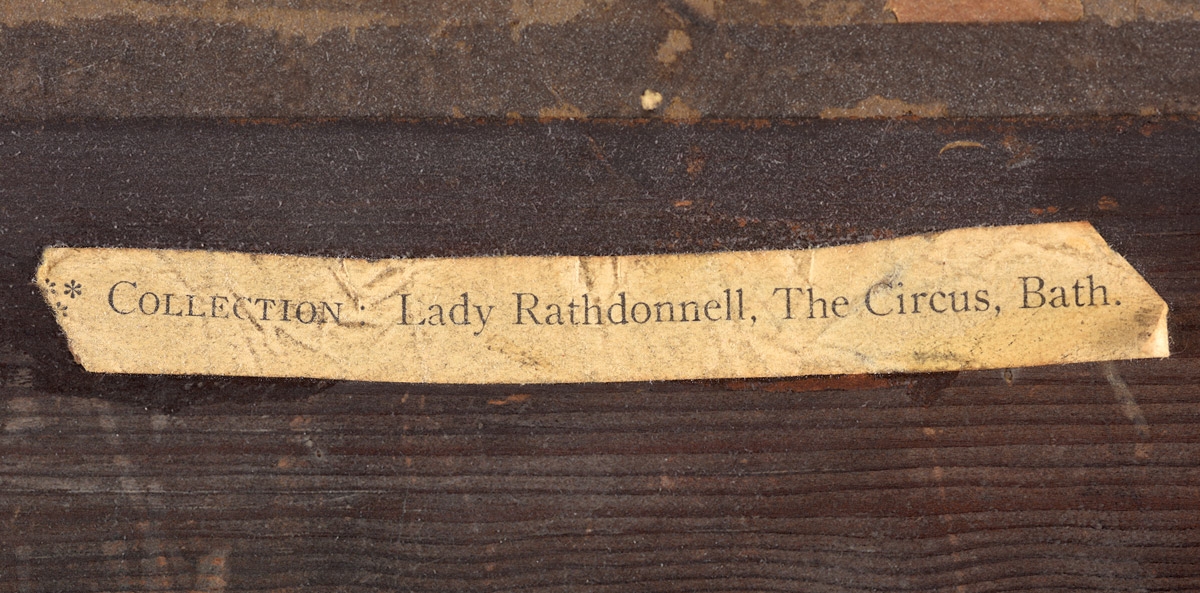 ** Collection : Lady Rathdonnell, The Circus, Bath.